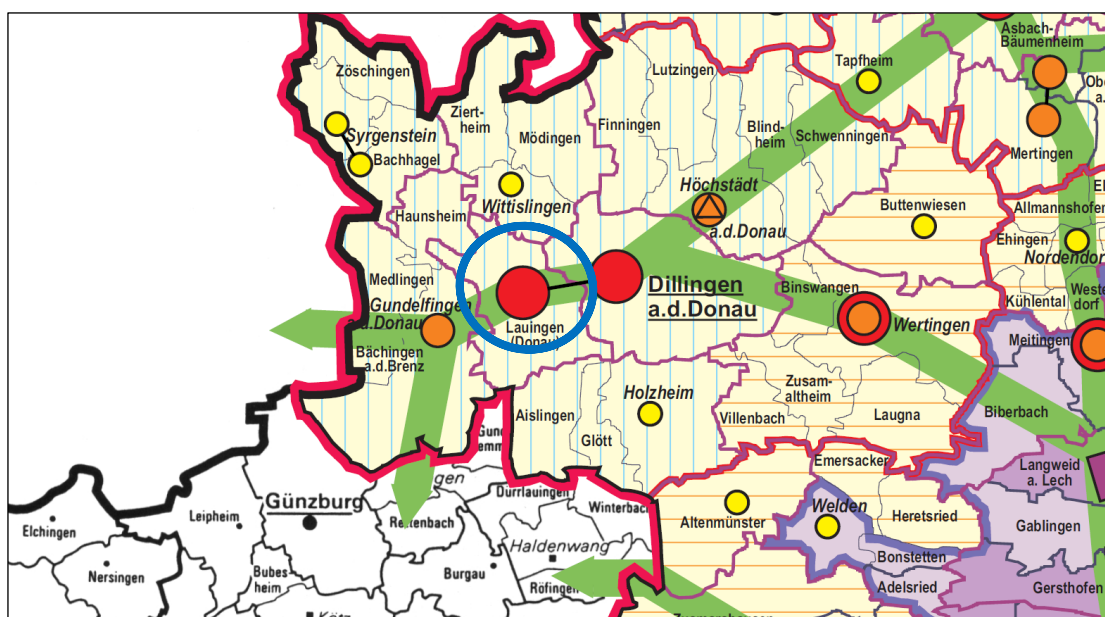 Asbach-
Bäumenheim
Zöschingen
Lutzingen
Tapfheim
Ziert-
heim
Mödingen
Finningen
Blind-
heim
Schwenningen
Syrgenstein
Bachhagel
Mertingen
Höchstädt
a.d.Donau
Wittislingen
Haunsheim
Buttenwiesen
Allmannshofen
Ehingen
Nordendorf
Medlingen
Gundelfingen
a.d.Donau
Dillingen
a.d.Donau
Binswangen
Kühlental
Weste
dorf
Lauingen
(Donau)
Wertingen
Meitingen
Bächingen
a.d.Brenz
Holzheim
Zusam-
altheim
Aislingen
Villenbach
Laugna
Biberbach
Glött
Emersacker
Langweid
a. Lech
Günzburg
Dürrlauingen
Winterbach
Leipheim
Rettenbach
Altenmünster
Welden
Heretsried
Elchingen
Gablingen
Haldenwang
Bonstetten
Nersingen
Bubes
heim
Burgau
Röfingen
Adelsried
Gersthofen
Kötz